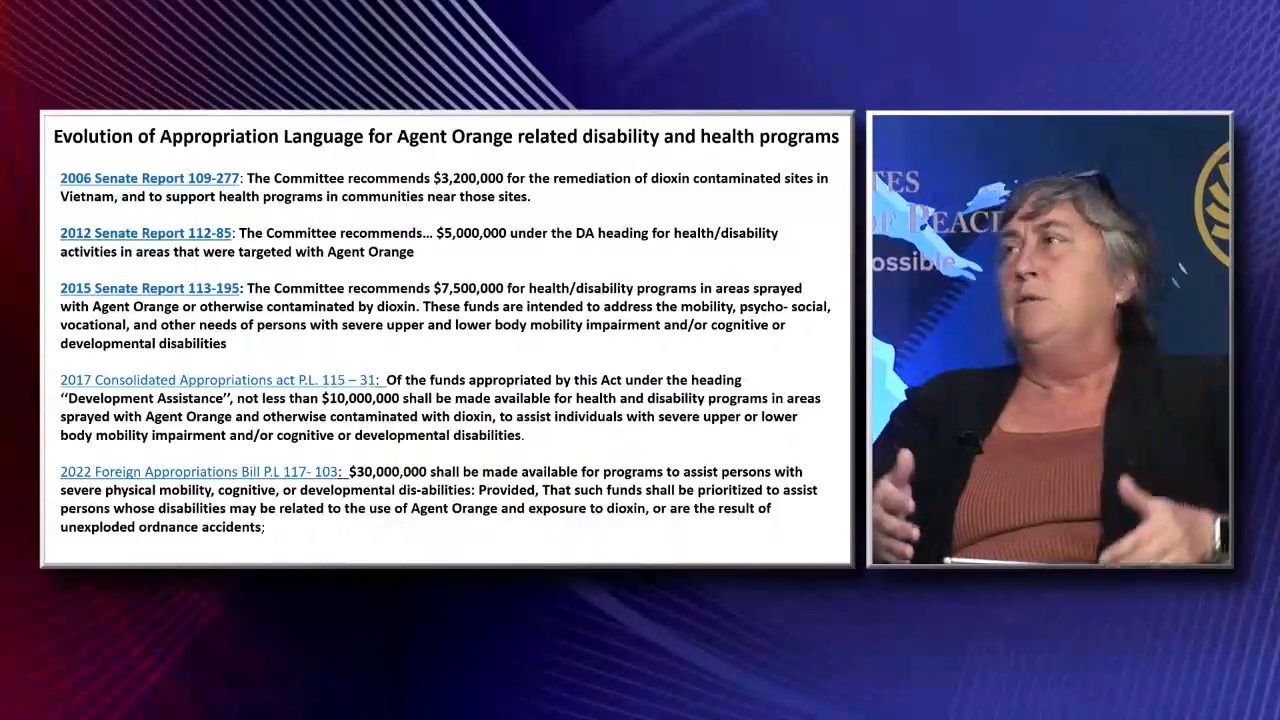 Evolution of Appropriation Language for Agent Orange related disability and health programs
2006 Senate Report 109-277: The Committee recommends $3,200,000 for the remediation of dioxin contaminated sites in
Vietnam, and to support health programs in communities near those sites.
2012 Senate Report 112-85: The Committee recommends… $5,000,000 under the DA heading for health/disability
activities in areas that were targeted with Agent Orange
2015 Senate Report 113-195: The Committee recommends $7,500,000 for health/disability programs in areas sprayed
with Agent Orange or otherwise contaminated by dioxin. These funds are intended to address the mobility, psycho- social,
vocational, and other needs of persons with severe upper and lower body mobility impairment and/or cognitive or
developmental disabilities
2017 Consolidated Appropriations act P.L. 115 – 31: Of the funds appropriated by this Act under the heading
‘‘Development Assistance’’, not less than $10,000,000 shall be made available for health and disability programs in areas
sprayed with Agent Orange and otherwise contaminated with dioxin, to assist individuals with severe upper or lower
body mobility impairment and/or cognitive or developmental disabilities.
2022 Foreign Appropriations Bill P.L 117- 103: $30,000,000 shall be made available for programs to assist persons with
severe physical mobility, cognitive, or developmental dis-abilities: Provided, That such funds shall be prioritized to assist
persons whose disabilities may be related to the use of Agent Orange and exposure to dioxin, or are the result of
unexploded ordnance accidents;
TES
OF PEACE
ossible